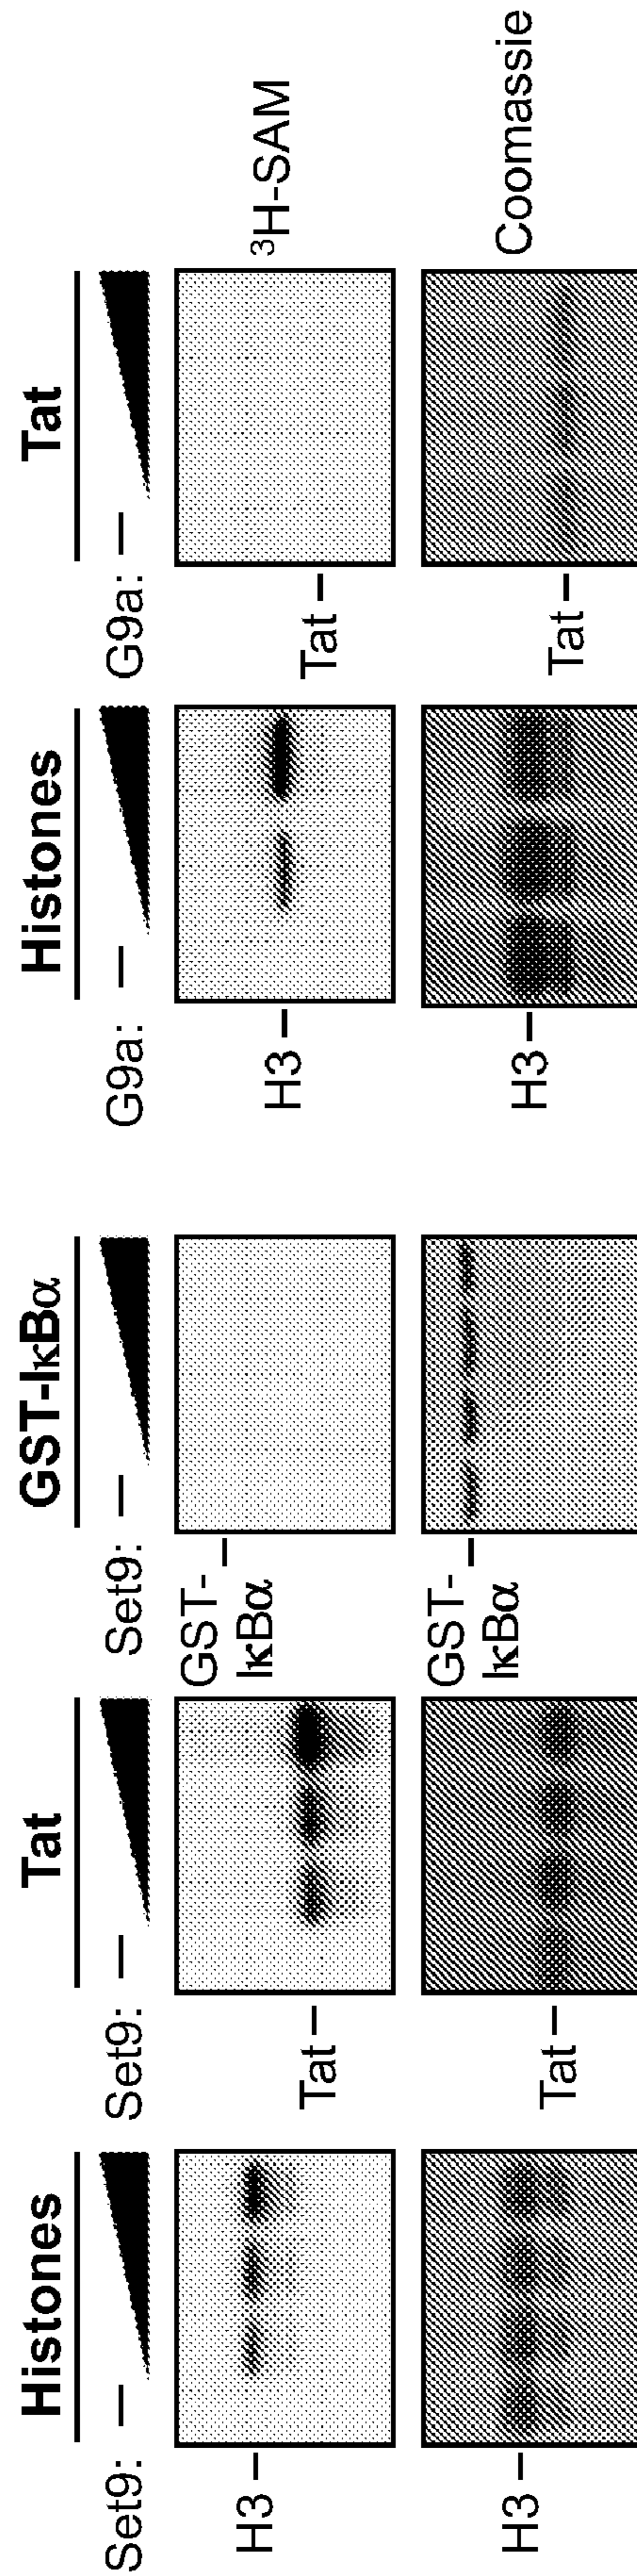 Histones
Tat
GST-IκBα
Histones
Tat
Set9: —
Set9: —
Set9: —
G9a: —
G9a: —
H3 –
Tat –
GST-
IκBα –
H3 –
Tat –
³H-SAM
H3 –
Tat –
GST-
IκBα –
H3 –
Tat –
Coomassie